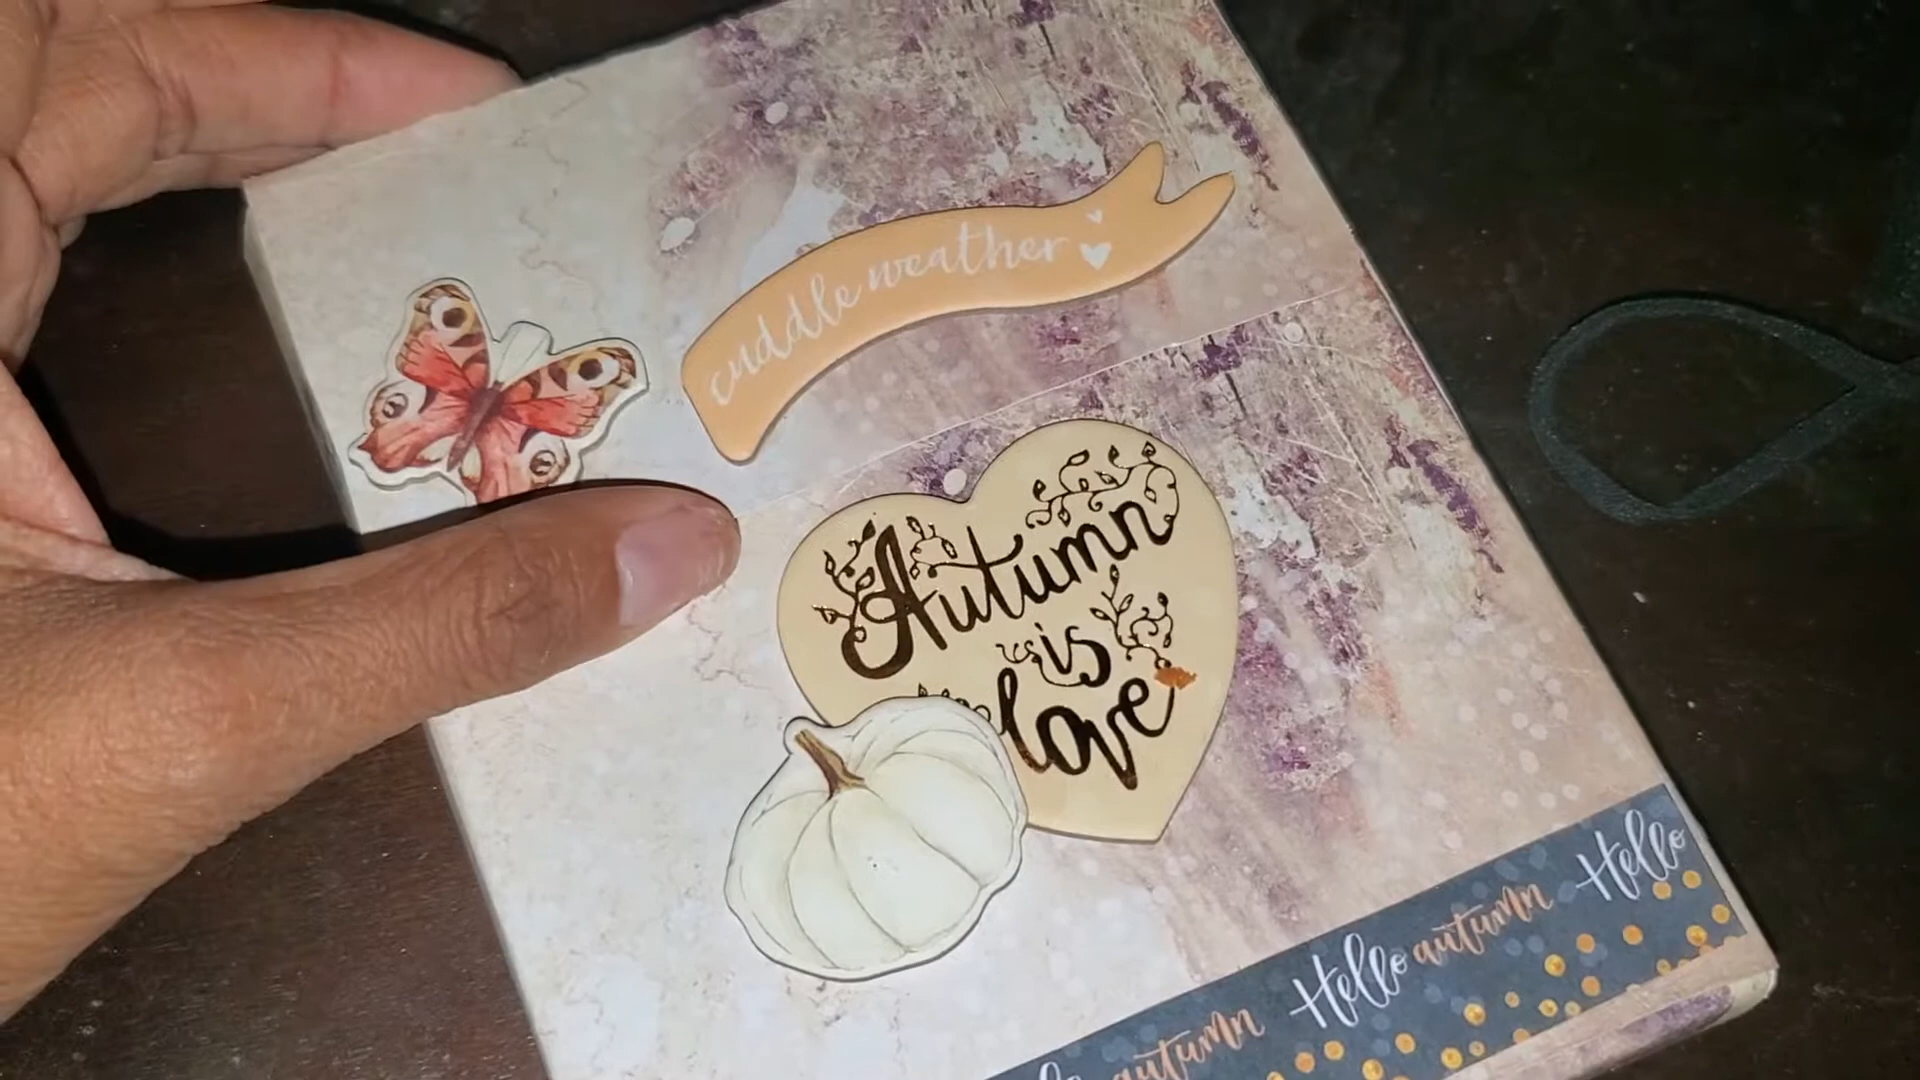 cuddle weather
Autumn
is
love
autumn Hello autumn Hello